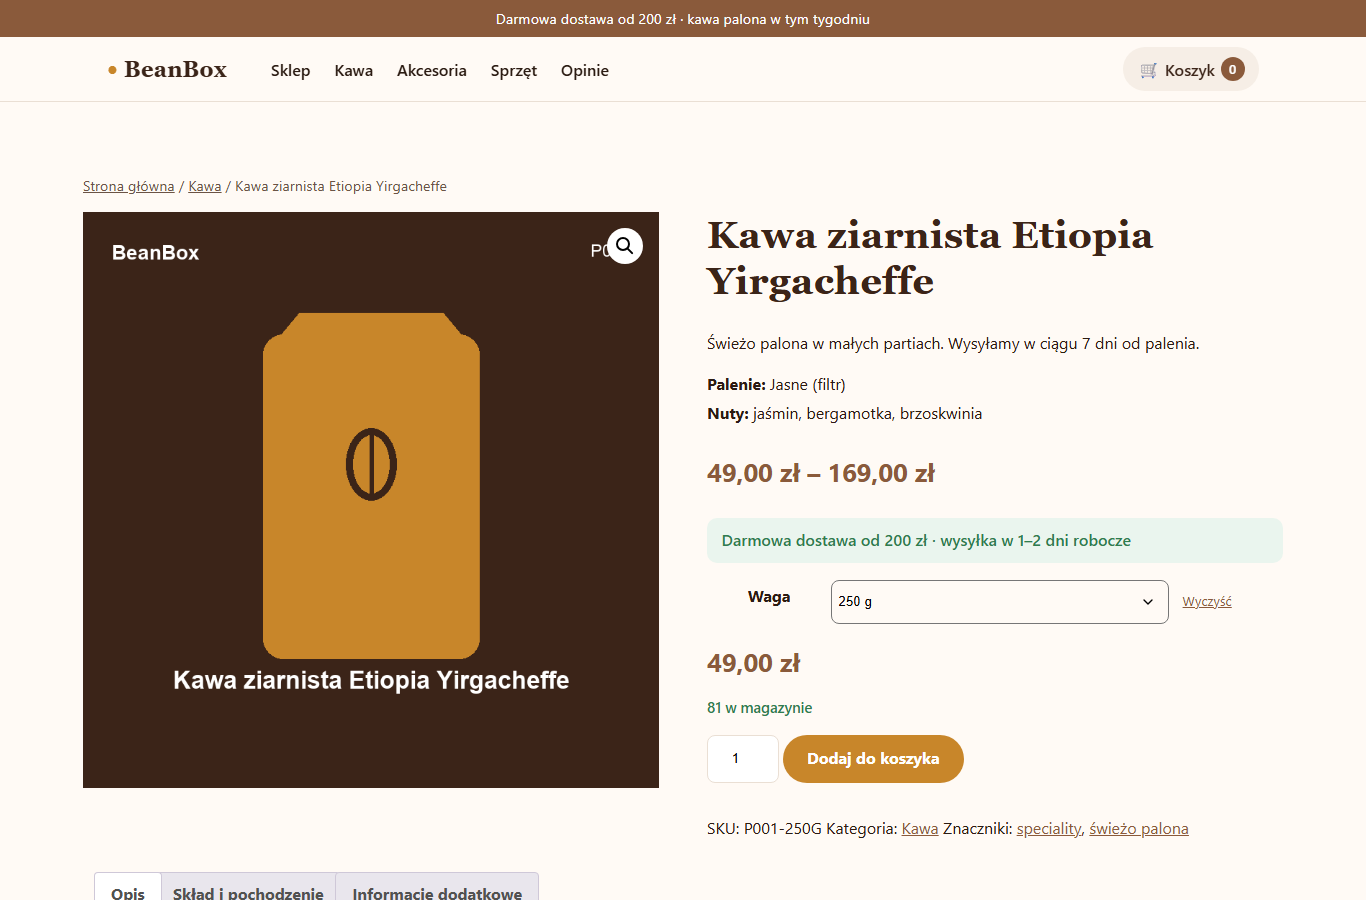 Darmowa dostawa od 200 zł · kawa palona w tym tygodniu
BeanBox
Sklep Kawa Akcesoria Sprzęt Opinie
Koszyk 0
Strona główna / Kawa / Kawa ziarnista Etiopia Yirgacheffe
BeanBox
Kawa ziarnista Etiopia Yirgacheffe
Kawa ziarnista Etiopia
Yirgacheffe
Świeżo palona w małych partiach. Wysyłamy w ciągu 7 dni od palenia.
Palenie: Jasne (filtr)
Nuty: jaśmin, bergamotka, brzoskwinia
49,00 zł – 169,00 zł
Darmowa dostawa od 200 zł · wysyłka w 1–2 dni robocze
Waga 250 g Wyczyść
49,00 zł
81 w magazynie
1 Dodaj do koszyka
SKU: P001-250G Kategoria: Kawa Znaczniki: speciality, świeżo palona
Opis Skład i pochodzenie Informacje dodatkowe